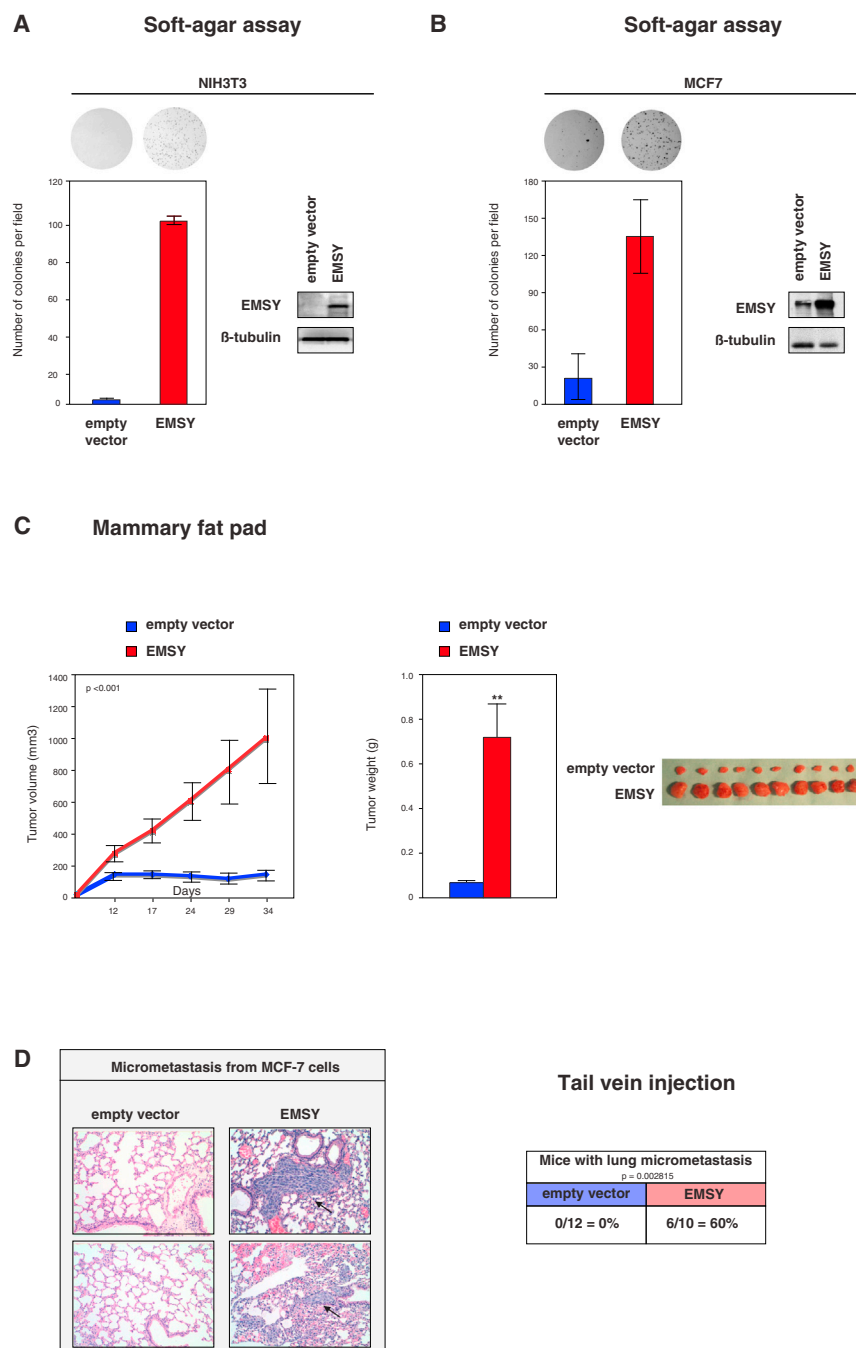 A
Soft-agar assay
NIH3T3
Number of colonies per field
120
100
80
60
40
20
0
empty vector
EMSY
empty vector
EMSY
EMSY
ß-tubulin
B
Soft-agar assay
MCF7
Number of colonies per field
180
150
120
90
60
30
0
empty vector
EMSY
empty vector
EMSY
EMSY
ß-tubulin
C
Mammary fat pad
empty vector
EMSY
p <0.001
Tumor volume (mm3)
1400
1200
1000
800
600
400
200
0
Days
12 17 24 29 34
empty vector
EMSY
**
Tumor weight (g)
1.0
0.8
0.6
0.4
0.2
0
empty vector
EMSY
D
Micrometastasis from MCF-7 cells
empty vector EMSY
Tail vein injection
Mice with lung micrometastasis
p = 0.002815
empty vector EMSY
0/12 = 0% 6/10 = 60%